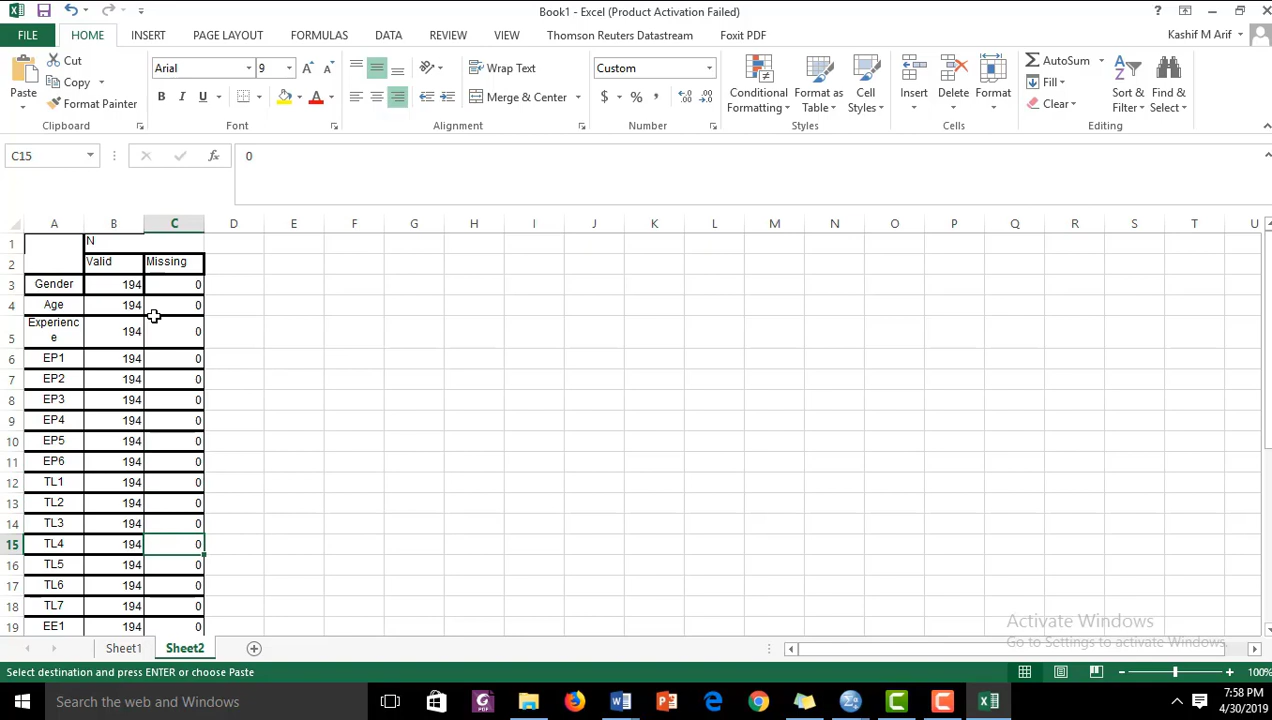 Book1 - Excel (Product Activation Failed)
FILE HOME INSERT PAGE LAYOUT FORMULAS DATA REVIEW VIEW Thomson Reuters Datastream Foxit PDF Kashif M Arif
Paste Cut Copy Format Painter
Clipboard
Arial 9
B I U A
Font
Wrap Text
Merge & Center
Alignment
Custom
$ % ,
Number
Conditional Formatting
Format as Table
Cell Styles
Styles
Insert Delete Format
Cells
AutoSum
Fill
Clear
Sort & Filter
Find & Select
Editing
C15 fx 0
A B C D E F G H I J K L M N O P Q R S T U
1 N
2 Valid Missing
3 Gender 194 0
4 Age 194 0
5 Experienc e 194 0
6 EP1 194 0
7 EP2 194 0
8 EP3 194 0
9 EP4 194 0
10 EP5 194 0
11 EP6 194 0
12 TL1 194 0
13 TL2 194 0
14 TL3 194 0
15 TL4 194 0
16 TL5 194 0
17 TL6 194 0
18 TL7 194 0
19 EE1 194 0
Activate Windows
Go to Settings to activate Windows.
Sheet1 Sheet2
Select destination and press ENTER or choose Paste 100%
Search the web and Windows
7:58 PM
4/30/2019